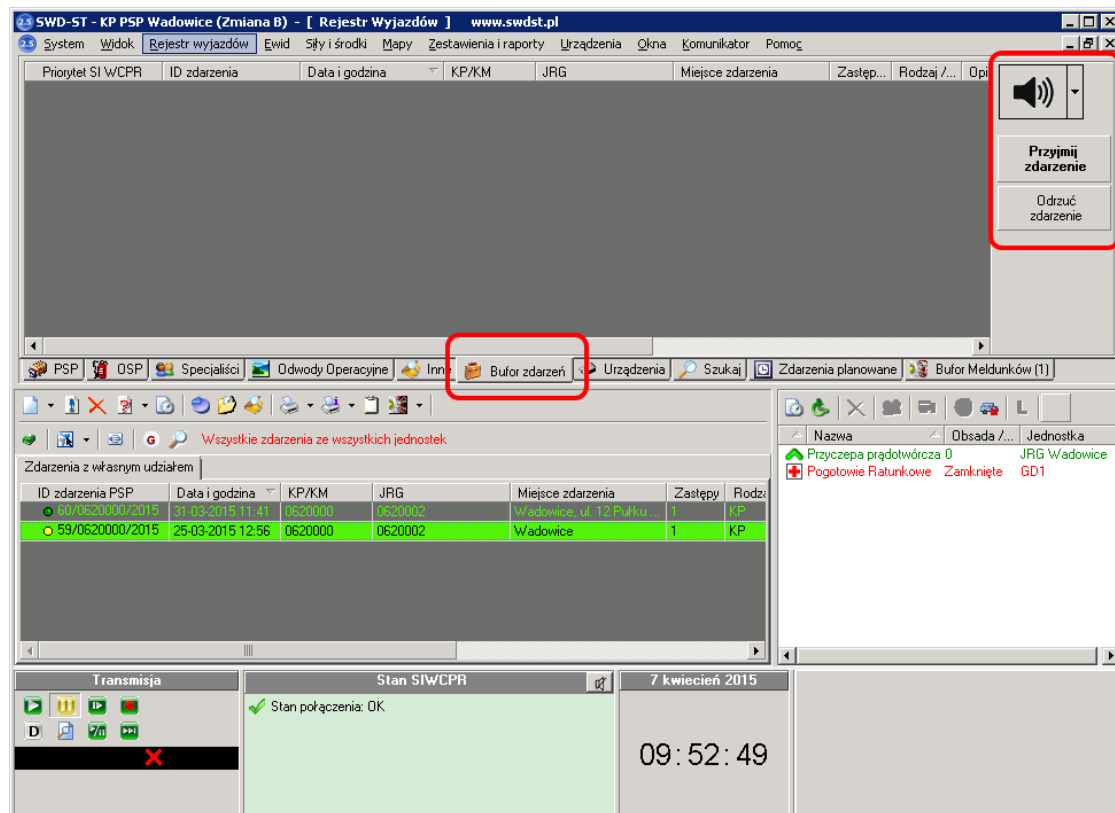 2.5 SWD-ST - KP PSP Wadowice (Zmiana B) - [ Rejestr Wyjazdów ] www.swdst.pl
2.5 System Widok Rejestr wyjazdów Ewid Siły i środki Mapy Zestawienia i raporty Urządzenia Okna Komunikator Pomoc
Priorytet SI WCPR ID zdarzenia Data i godzina KP/KM JRG Miejsce zdarzenia Zastęp... Rodzaj /... Opi
Przyjmij
zdarzenie
Odrzuć
zdarzenie
PSP OSP Specjaliści Odwody Operacyjne Inne Bufor zdarzeń Urządzenia Szukaj Zdarzenia planowane Bufor Meldunków (1)
L
G Wszystkie zdarzenia ze wszystkich jednostek
Nazwa Obsada /... Jednostka
Przyczepa prądotwórcza 0 JRG Wadowice
Pogotowie Ratunkowe Zamknięte GD1
Zdarzenia z własnym udziałem
ID zdarzenia PSP Data i godzina KP/KM JRG Miejsce zdarzenia Zastępy Rodza
60/0620000/2015 31-03-2015 11:41 0620000 0620002 Wadowice, ul. 12 Pułku ... 1 KP
59/0620000/2015 25-03-2015 12:56 0620000 0620002 Wadowice 1 KP
Transmisja Stan SIWCPR 7 kwiecień 2015
Stan połączenia: OK
D
09:52:49